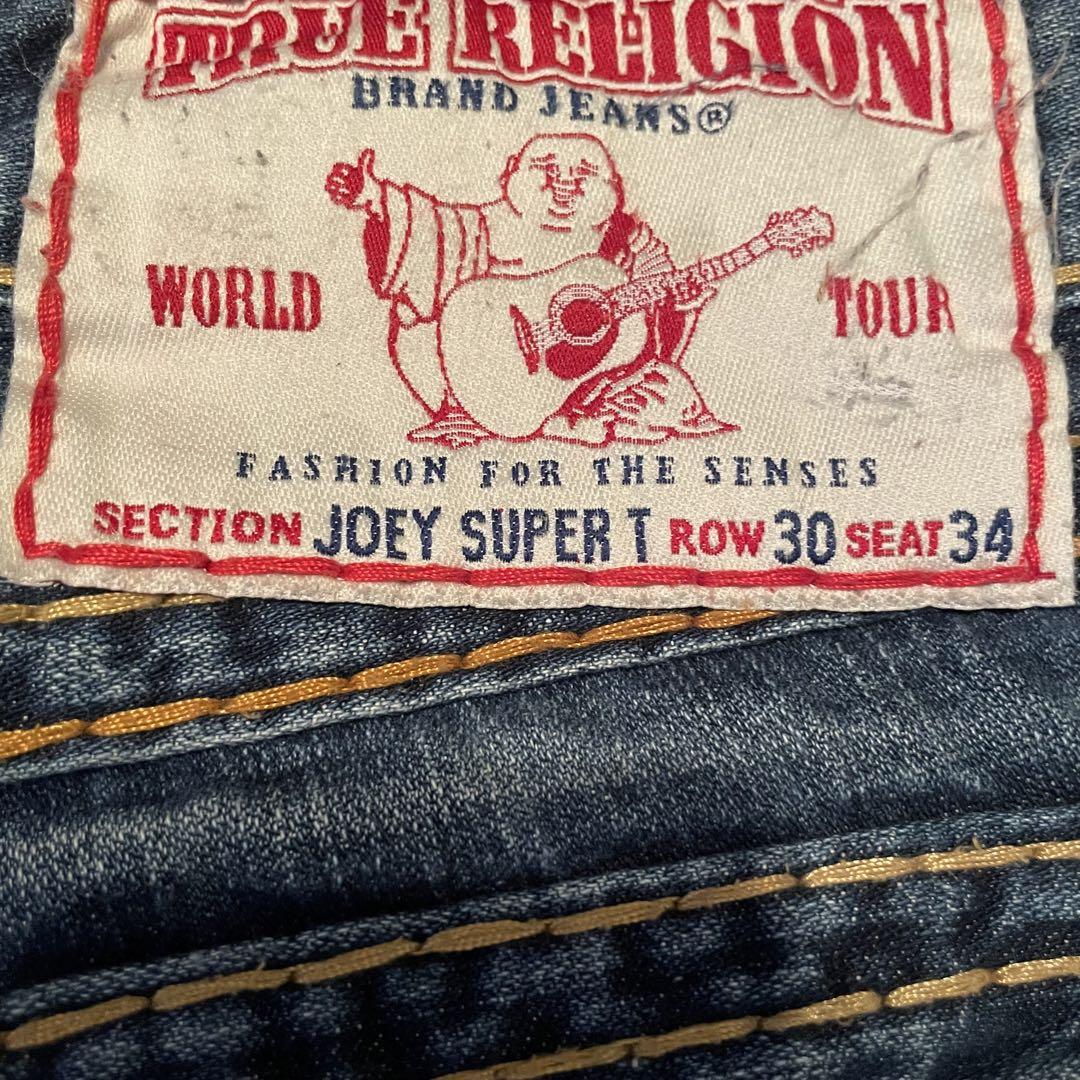 TRUE RELIGION
BRAND JEANS®
WORLD TOUR
FASHION FOR THE SENSES
SECTION JOEY SUPER T ROW 30 SEAT 34